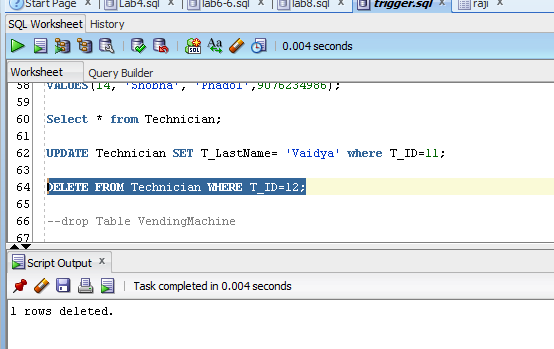 Start Page x Lab4.sql x lab6-6.sql x lab8.sql x trigger.sql x raji x
SQL Worksheet History
SQL Aa 0.004 seconds
Worksheet Query Builder
58 VALUES(14, 'Shobha', 'Phadol',9076234986);
59
60 Select * from Technician;
61
62 UPDATE Technician SET T_LastName= 'Vaidya' where T_ID=11;
63
64 DELETE FROM Technician WHERE T_ID=12;
65
66 --drop Table VendingMachine
Script Output x
Task completed in 0.004 seconds
1 rows deleted.